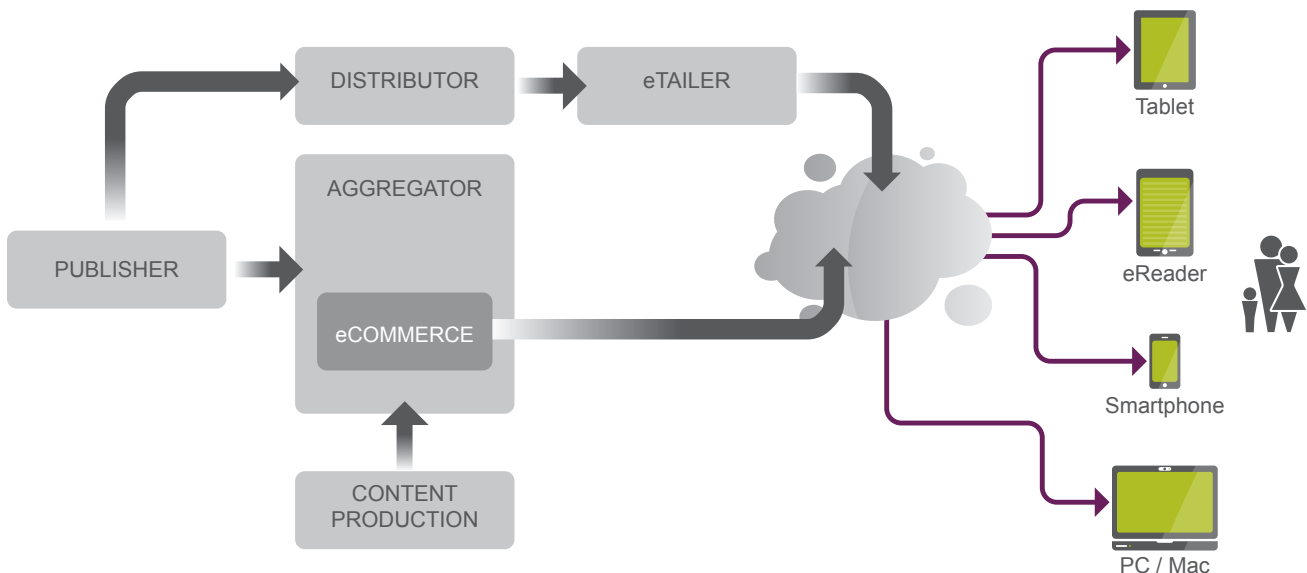 DISTRIBUTOR
eTAILER
Tablet
AGGREGATOR
PUBLISHER
eReader
eCOMMERCE
Smartphone
CONTENT
PRODUCTION
PC / Mac